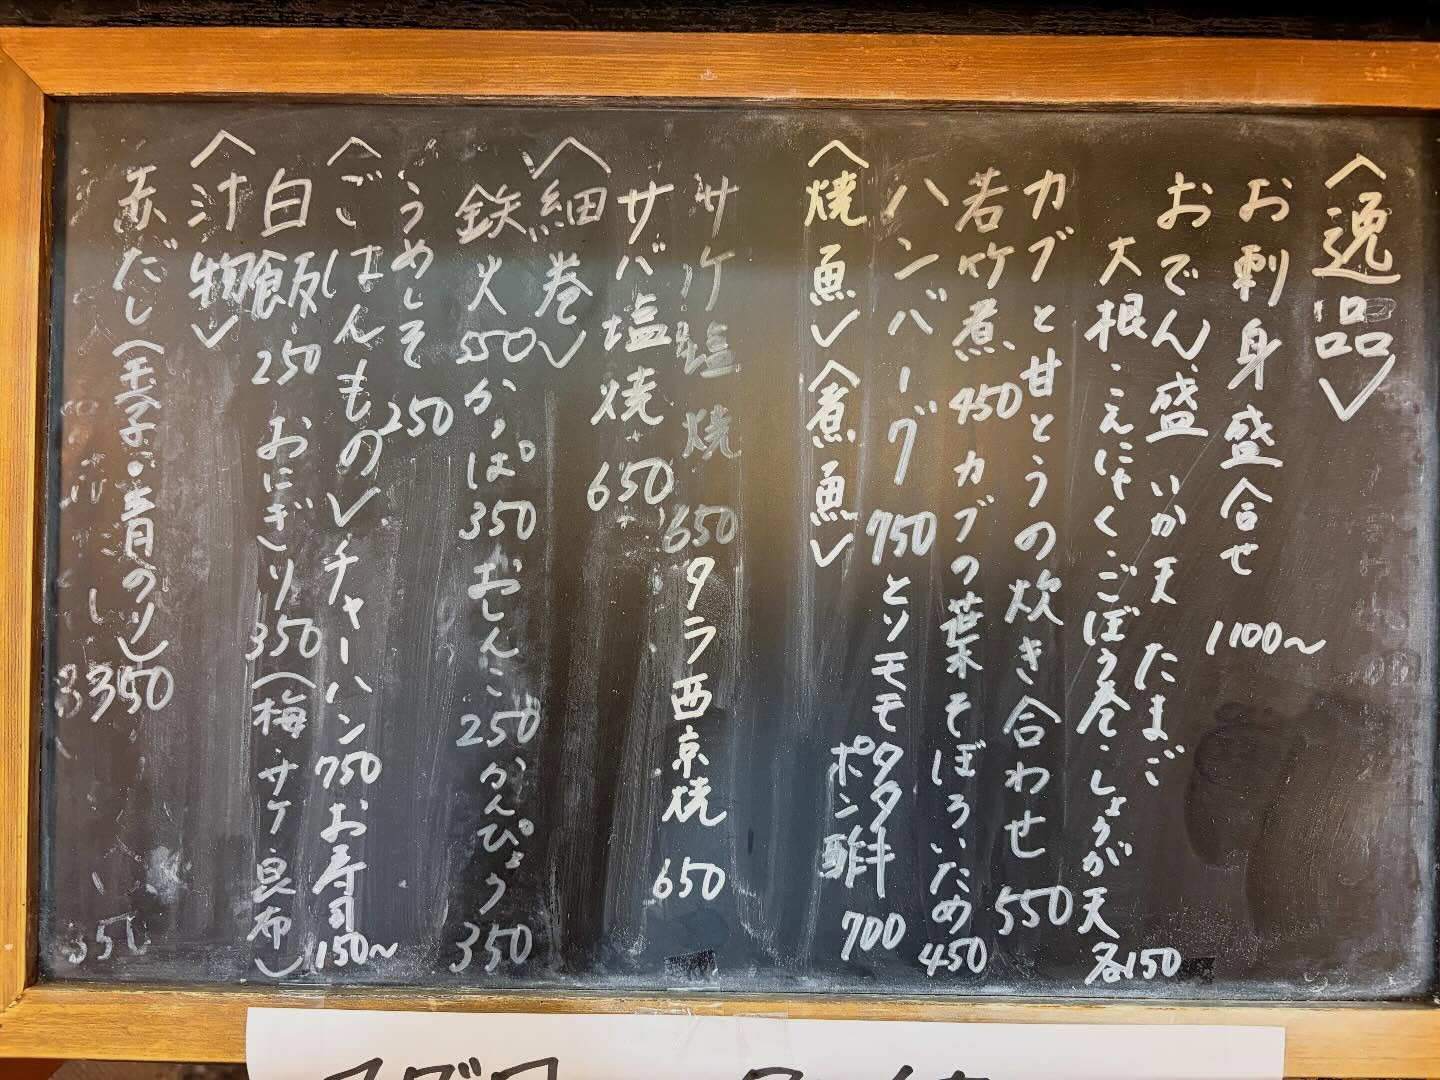 〈逸品〉
お刺身盛合せ 1100〜
おでん盛 いか天 たまご
大根・こんにゃく・ごぼう巻・しょうが天 各150
カブと甘とうの炊き合わせ 550
若竹煮 450 カブの葉そぼろいため 450
ハンバーグ 750 とりモモタタキポン酢 700
〈焼魚〉〈煮魚〉
サケ塩焼 650 タラ西京焼 650
サバ塩焼 650
〈細巻〉
鉄火 550 かっぱ 350 おしんこ 250 かんぴょう 350
うめしそ 250
〈ごはんもの〉チャーハン 750 お寿司 150〜
白飯 250 おにぎり 350 (梅・サケ・昆布)
〈汁物〉
赤だし(玉子・青のり) 350
350
マグロ